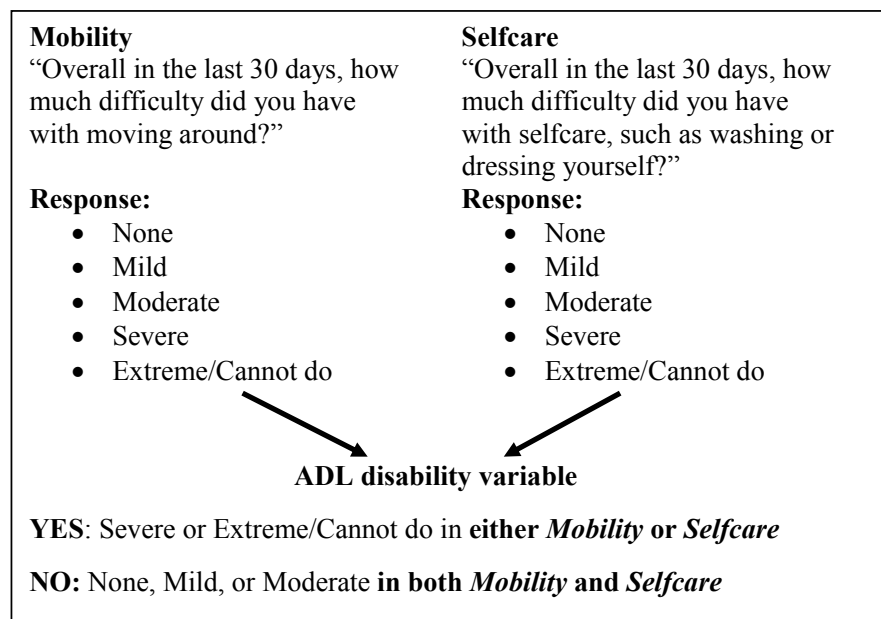 Mobility
“Overall in the last 30 days, how
much difficulty did you have
with moving around?”
Response:
• None
• Mild
• Moderate
• Severe
• Extreme/Cannot do
Selfcare
“Overall in the last 30 days, how
much difficulty did you have
with selfcare, such as washing or
dressing yourself?”
Response:
• None
• Mild
• Moderate
• Severe
• Extreme/Cannot do
ADL disability variable
YES: Severe or Extreme/Cannot do in either Mobility or Selfcare
NO: None, Mild, or Moderate in both Mobility and Selfcare